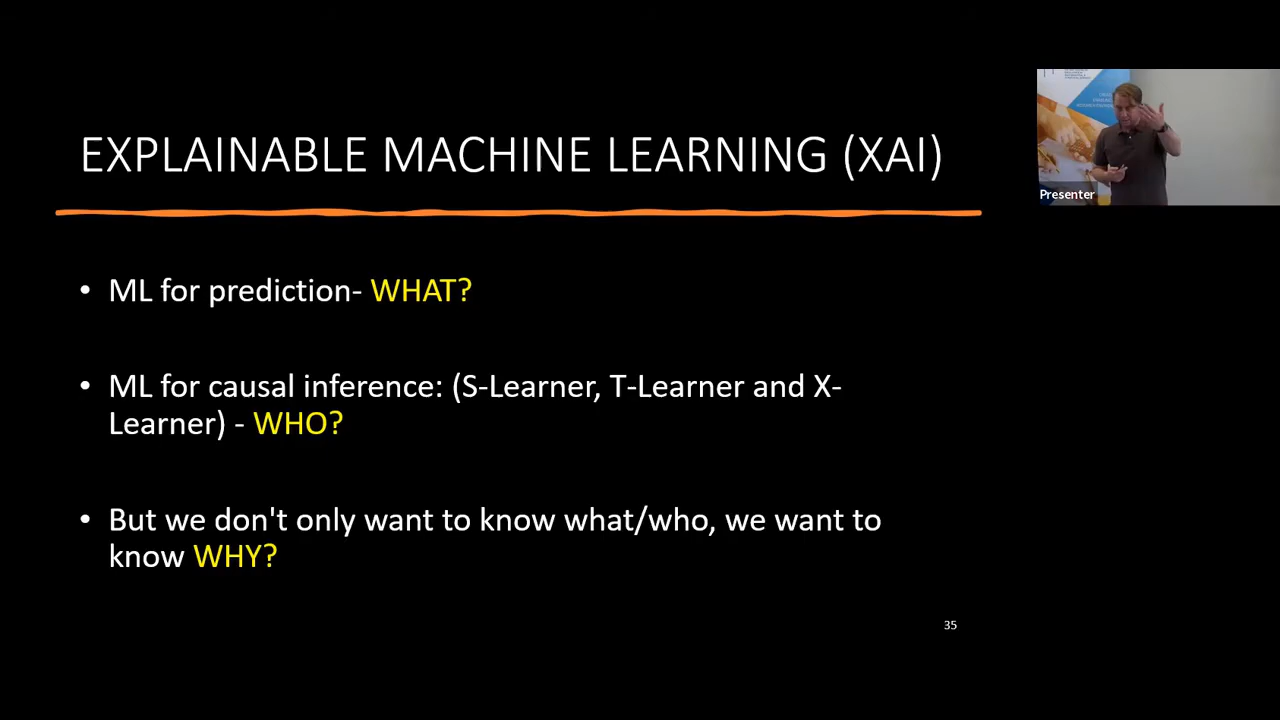 EXPLAINABLE MACHINE LEARNING (XAI)
• ML for prediction- WHAT?
• ML for causal inference: (S-Learner, T-Learner and X-
Learner) - WHO?
• But we don't only want to know what/who, we want to
know WHY?
35
Presenter